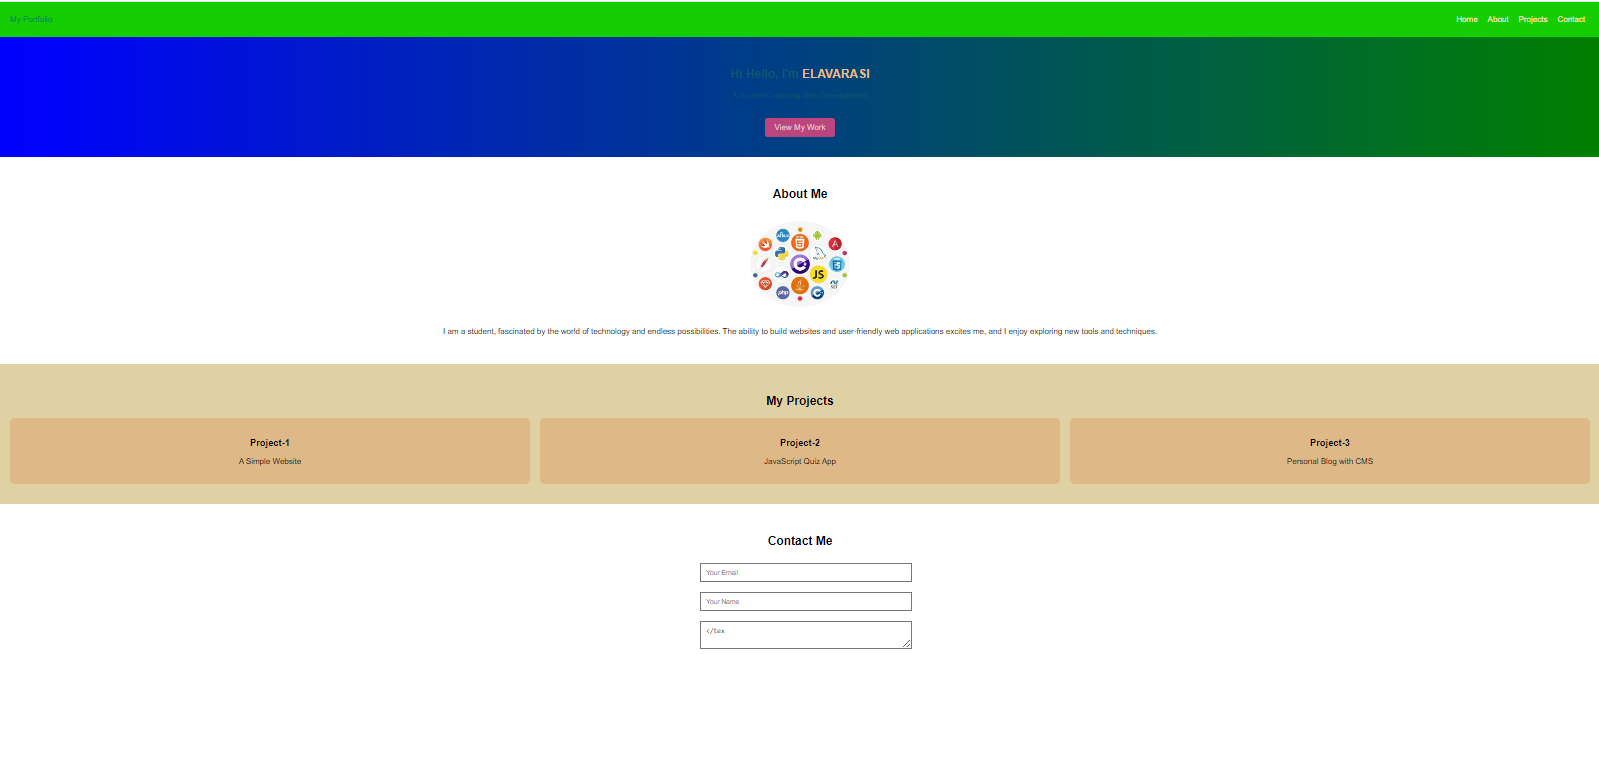 My Portfolio
Home About Projects Contact
Hi Hello, I'm ELAVARASI
A Student Learning Web Development
View My Work
About Me
JS
php
I am a student, fascinated by the world of technology and endless possibilities. The ability to build websites and user-friendly web applications excites me, and I enjoy exploring new tools and techniques.
My Projects
Project-1
A Simple Website
Project-2
JavaScript Quiz App
Project-3
Personal Blog with CMS
Contact Me
Your Email
Your Name
</tex